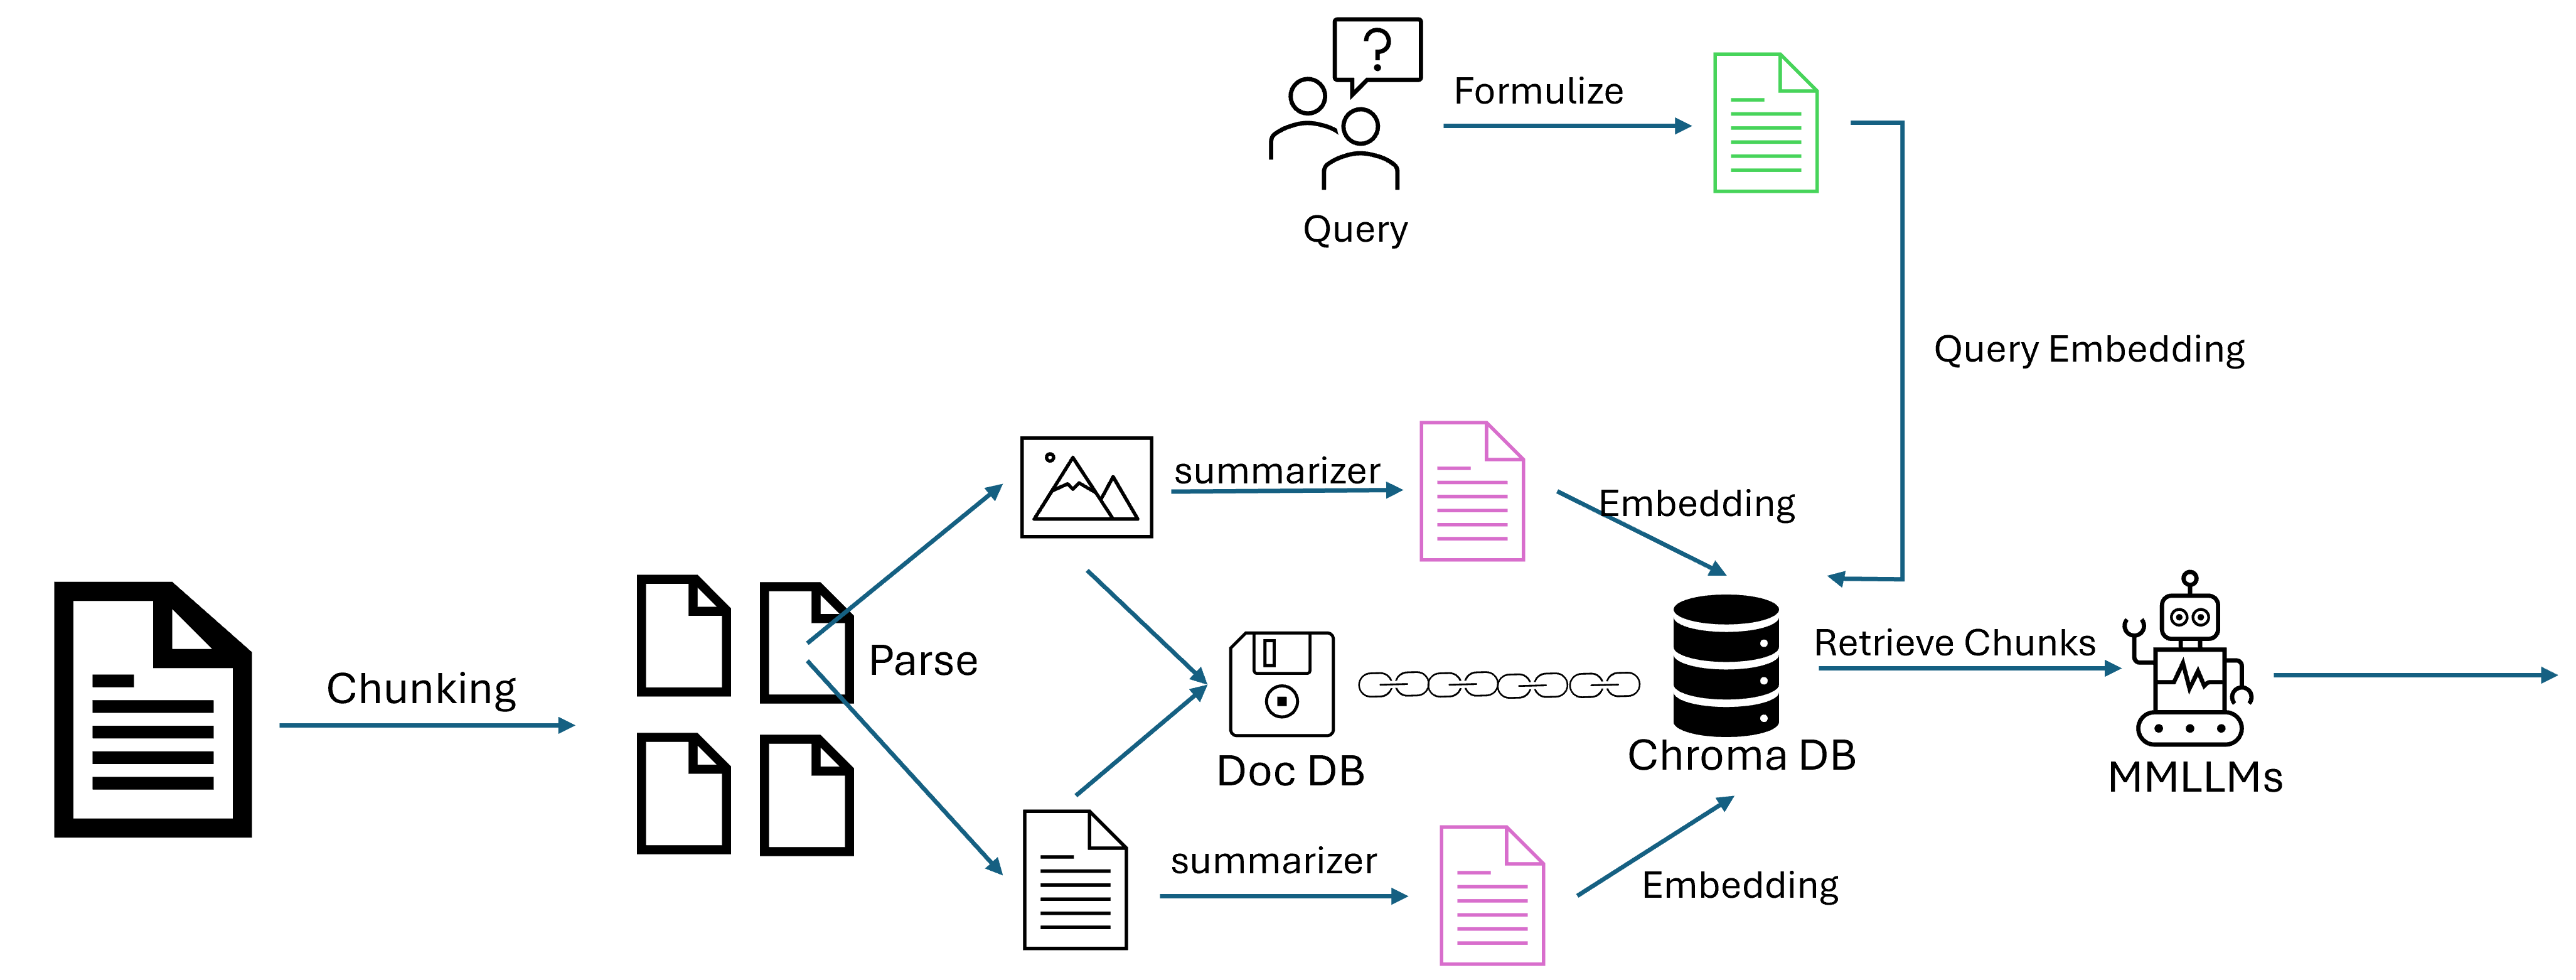 ?
Formulize
Query
Query Embedding
summarizer
Embedding
Chunking
Parse
Retrieve Chunks
Doc DB
Chroma DB
MMLLMs
summarizer
Embedding